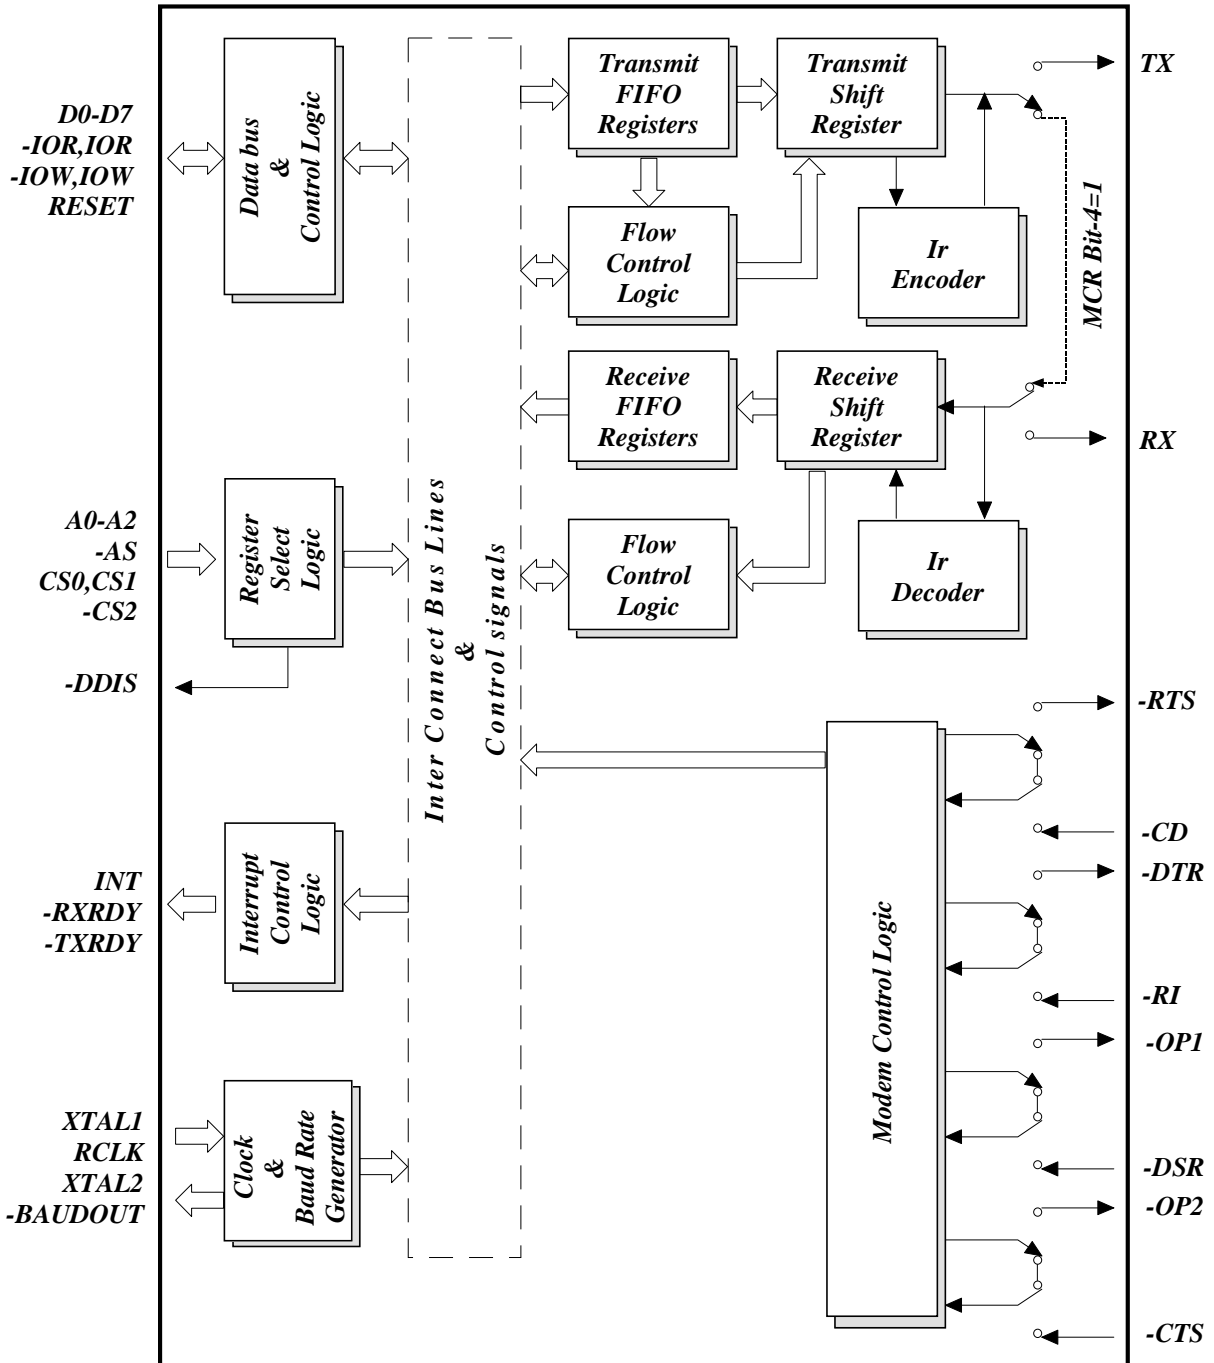 D0-D7
-IOR,IOR
-IOW,IOW
RESET
Data bus
&
Control Logic
A0-A2
-AS
CS0,CS1
-CS2
-DDIS
Register
Select
Logic
INT
-RXRDY
-TXRDY
Interrupt
Control
Logic
XTAL1
RCLK
XTAL2
-BAUDOUT
Clock
&
Baud Rate
Generator
Inter Connect Bus Lines
&
Control signals
Transmit
FIFO
Registers
Transmit
Shift
Register
Flow
Control
Logic
Ir
Encoder
Receive
FIFO
Registers
Receive
Shift
Register
Flow
Control
Logic
Ir
Decoder
MCR Bit-4=1
Modem Control Logic
TX
RX
-RTS
-CD
-DTR
-RI
-OP1
-DSR
-OP2
-CTS